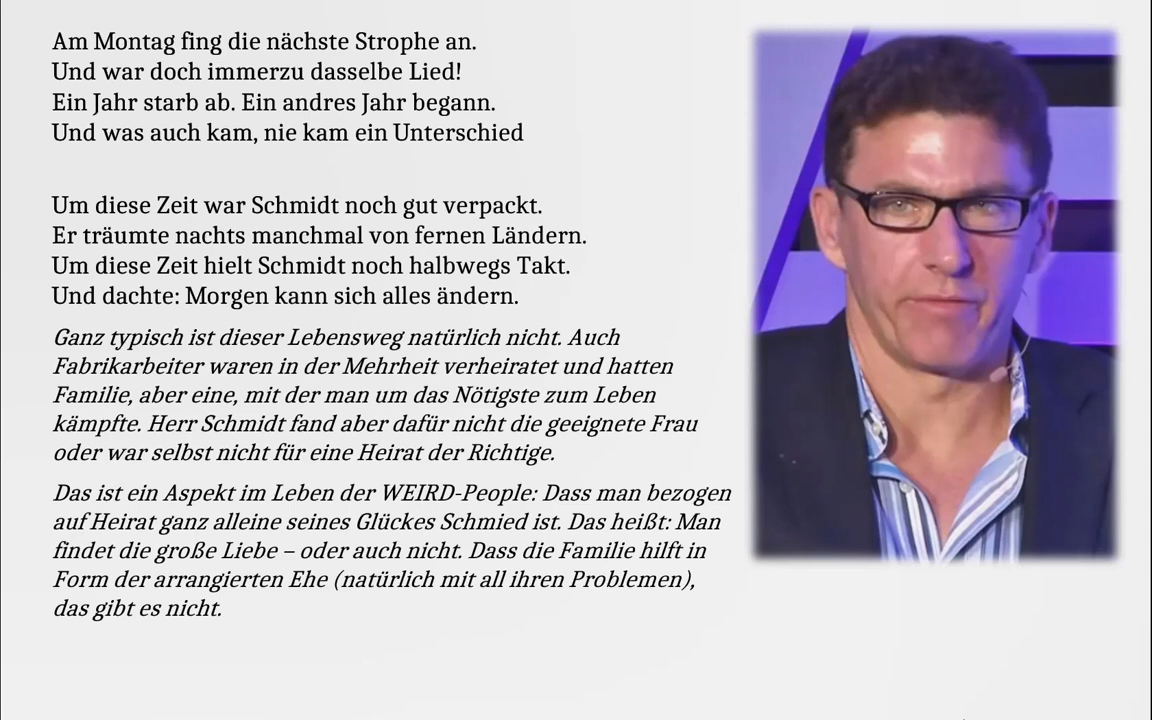 Am Montag fing die nächste Strophe an.
Und war doch immerzu dasselbe Lied!
Ein Jahr starb ab. Ein andres Jahr begann.
Und was auch kam, nie kam ein Unterschied
Um diese Zeit war Schmidt noch gut verpackt.
Er träumte nachts manchmal von fernen Ländern.
Um diese Zeit hielt Schmidt noch halbwegs Takt.
Und dachte: Morgen kann sich alles ändern.
Ganz typisch ist dieser Lebensweg natürlich nicht. Auch
Fabrikarbeiter waren in der Mehrheit verheiratet und hatten
Familie, aber eine, mit der man um das Nötigste zum Leben
kämpfte. Herr Schmidt fand aber dafür nicht die geeignete Frau
oder war selbst nicht für eine Heirat der Richtige.
Das ist ein Aspekt im Leben der WEIRD-People: Dass man bezogen
auf Heirat ganz alleine seines Glückes Schmied ist. Das heißt: Man
findet die große Liebe – oder auch nicht. Dass die Familie hilft in
Form der arrangierten Ehe (natürlich mit all ihren Problemen),
das gibt es nicht.